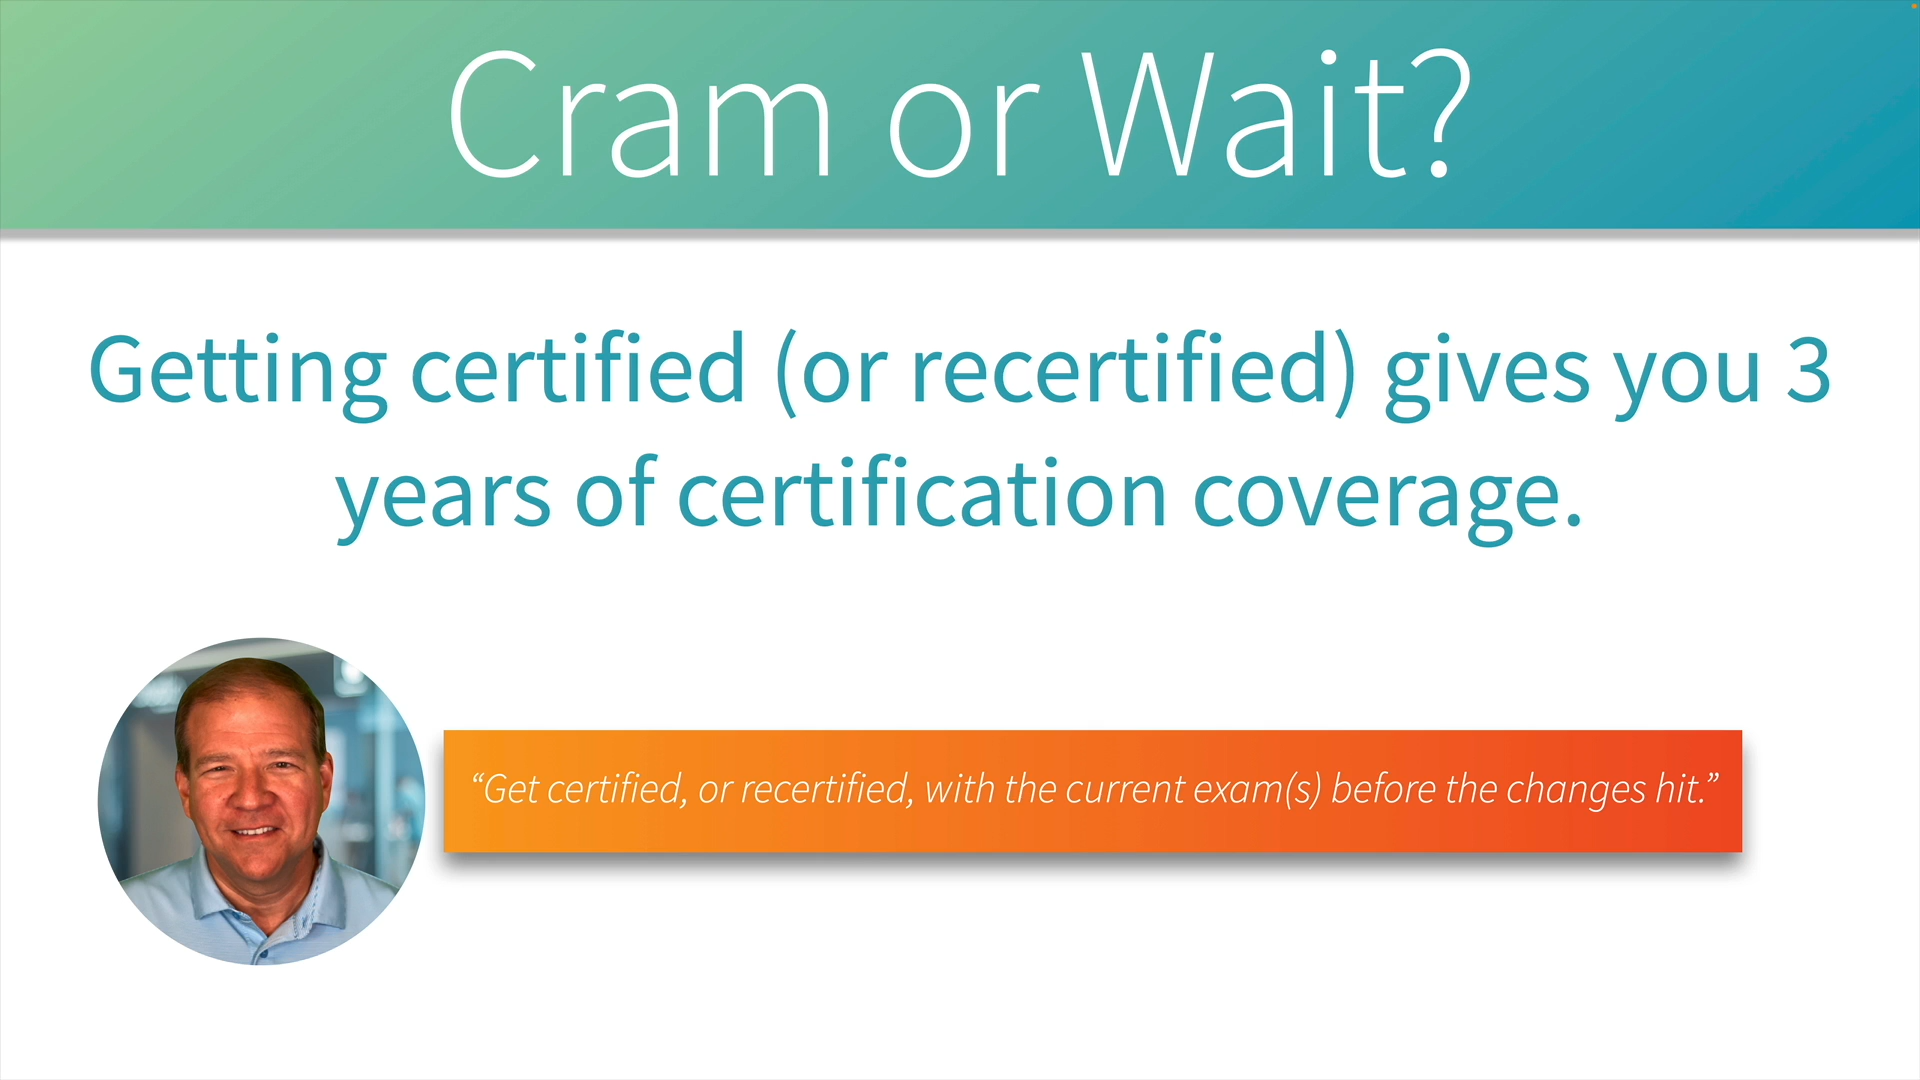 Cram or Wait?
Getting certified (or recertified) gives you 3
years of certification coverage.
“Get certified, or recertified, with the current exam(s) before the changes hit.”